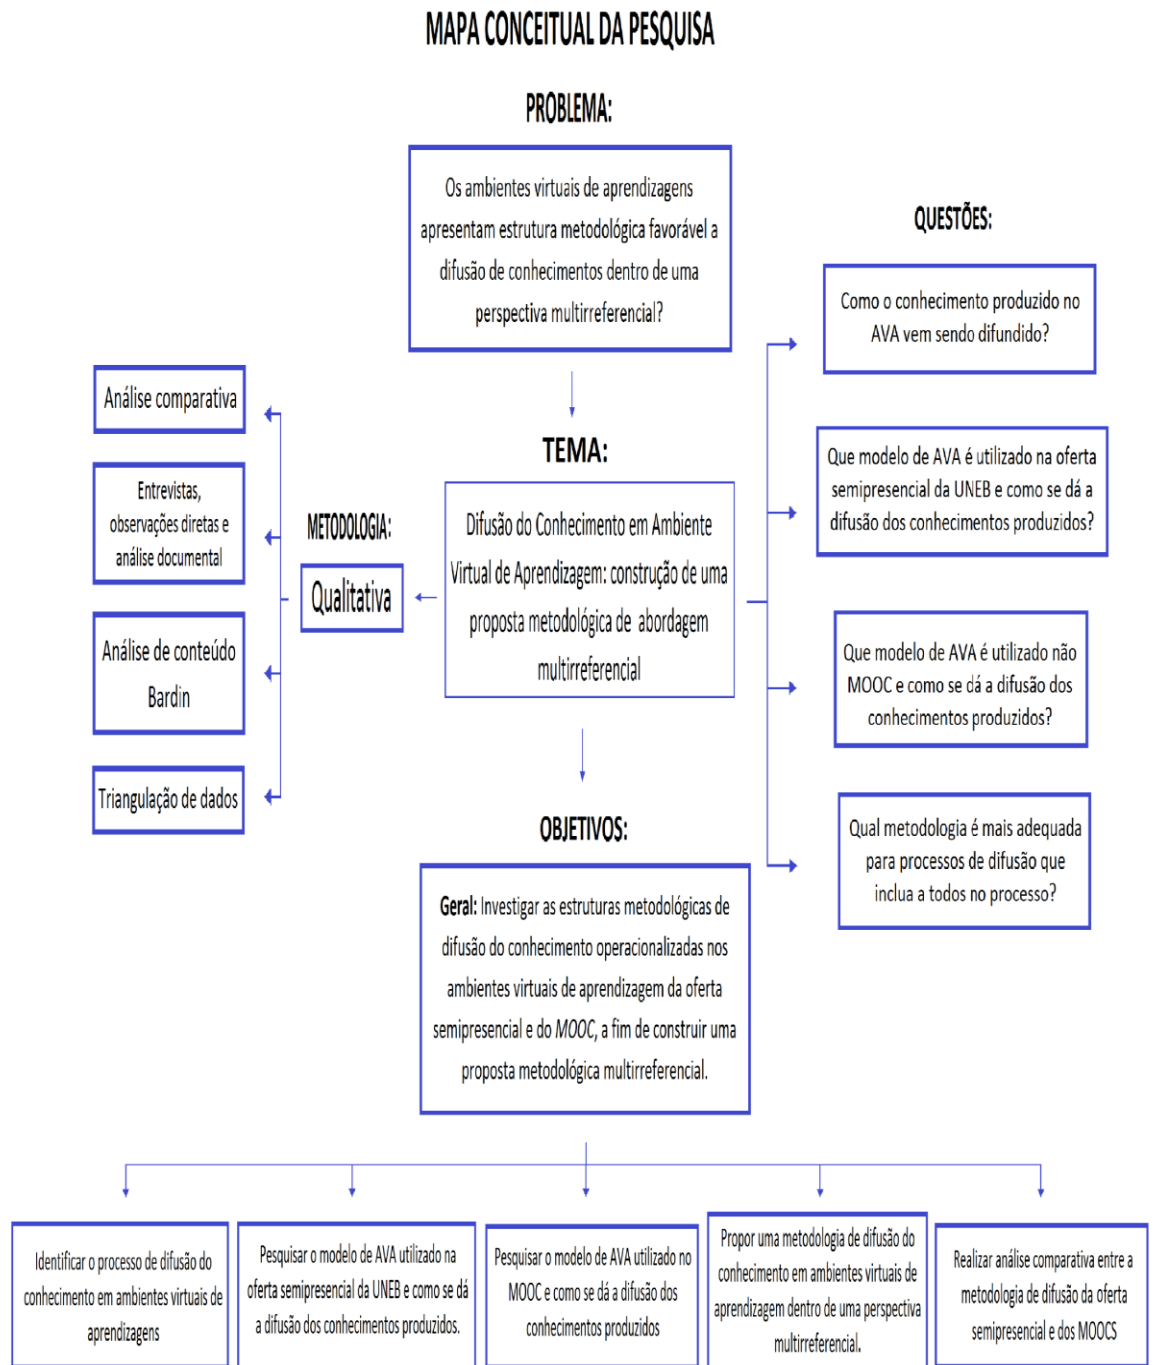 MAPA CONCEITUAL DA PESQUISA
PROBLEMA:
Os ambientes virtuais de aprendizagens
apresentam estrutura metodológica favorável a
difusão de conhecimentos dentro de uma
perspectiva multirreferencial?
QUESTÕES:
Como o conhecimento produzido no
AVA vem sendo difundido?
Que modelo de AVA é utilizado na oferta
semipresencial da UNEB e como se dá a
difusão dos conhecimentos produzidos?
Que modelo de AVA é utilizado não
MOOC e como se dá a difusão dos
conhecimentos produzidos?
Qual metodologia é mais adequada
para processos de difusão que
inclua a todos no processo?
TEMA:
Difusão do Conhecimento em Ambiente
Virtual de Aprendizagem: construção de uma
proposta metodológica de abordagem
multirreferencial
METODOLOGIA:
Qualitativa
Análise comparativa
Entrevistas,
observações diretas e
análise documental
Análise de conteúdo
Bardin
Triangulação de dados
OBJETIVOS:
Geral: Investigar as estruturas metodológicas de
difusão do conhecimento operacionalizadas nos
ambientes virtuais de aprendizagem da oferta
semipresencial e do MOOC, a fim de construir uma
proposta metodológica multirreferencial.
Identificar o processo de difusão do
conhecimento em ambientes virtuais de
aprendizagens
Pesquisar o modelo de AVA utilizado na
oferta semipresencial da UNEB e como se dá
a difusão dos conhecimentos produzidos.
Pesquisar o modelo de AVA utilizado no
MOOC e como se dá a difusão dos
conhecimentos produzidos
Propor uma metodologia de difusão do
conhecimento em ambientes virtuais de
aprendizagem dentro de uma perspectiva
multirreferencial.
Realizar análise comparativa entre a
metodologia de difusão da oferta
semipresencial e dos MOOCS